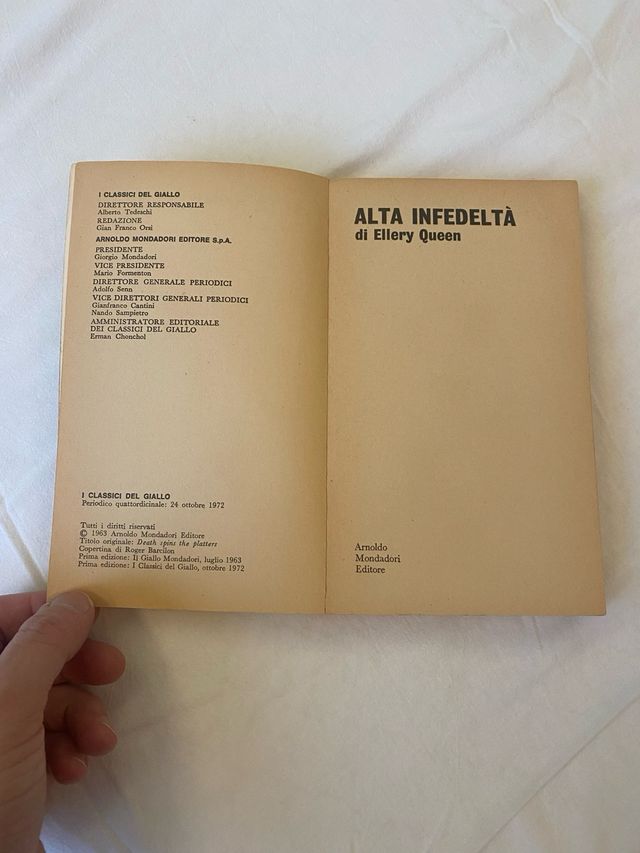 I CLASSICI DEL GIALLO
DIRETTORE RESPONSABILE
Alberto Tedeschi
REDAZIONE
Gian Franco Orsi
ARNOLDO MONDADORI EDITORE S.p.A.
PRESIDENTE
Giorgio Mondadori
VICE PRESIDENTE
Mario Formenton
DIRETTORE GENERALE PERIODICI
Adolfo Senn
VICE DIRETTORI GENERALI PERIODICI
Gianfranco Cantini
Nando Sampietro
AMMINISTRATORE EDITORIALE
DEI CLASSICI DEL GIALLO
Erman Chonchol
I CLASSICI DEL GIALLO
Periodico quattordicinale: 24 ottobre 1972
Tutti i diritti riservati
© 1963 Arnoldo Mondadori Editore
Titolo originale: Death spins the platters
Copertina di Roger Barcilon
Prima edizione: Il Giallo Mondadori, luglio 1963
Prima edizione: I Classici del Giallo, ottobre 1972
ALTA INFEDELTÀ
di Ellery Queen
Arnoldo
Mondadori
Editore